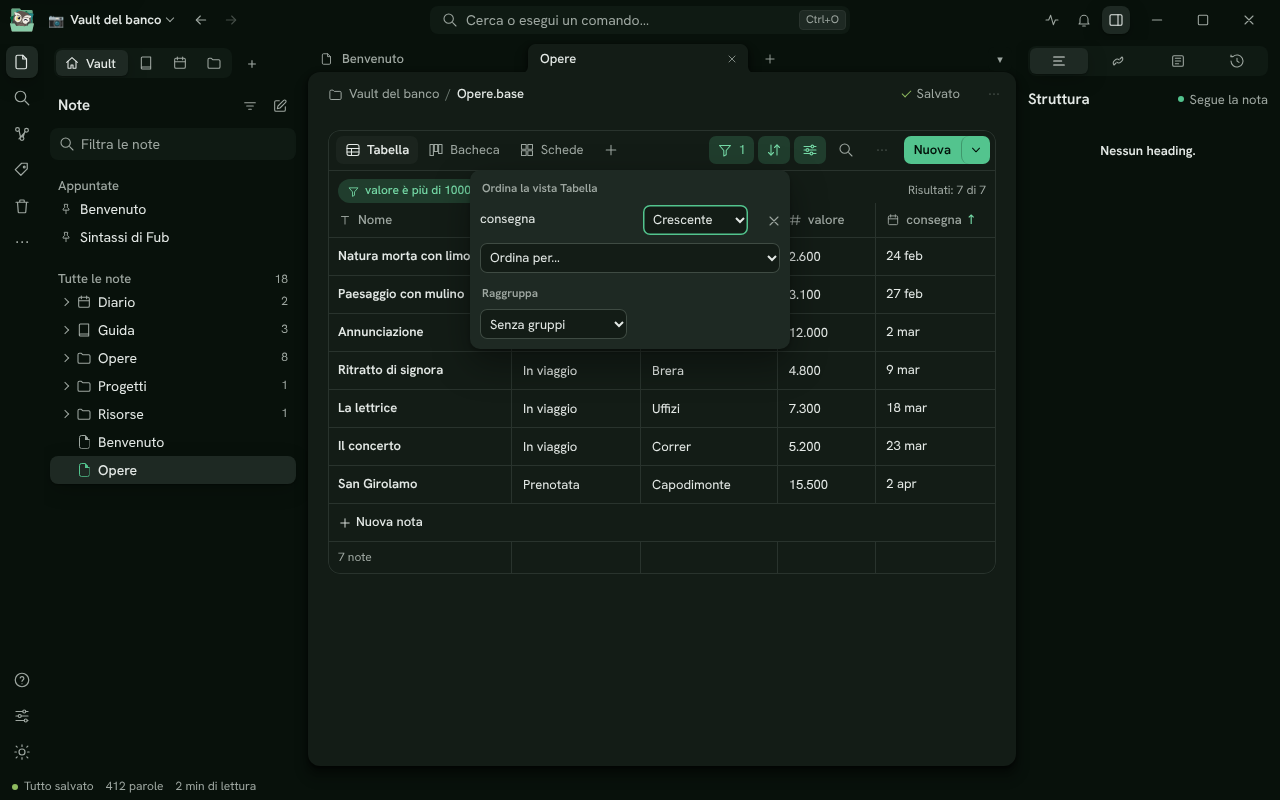 Vault del banco
Cerca o esegui un comando...
Ctrl+O
Vault
Benvenuto
Opere
Note
Filtra le note
Appuntate
Benvenuto
Sintassi di Fub
Tutte le note 18
Diario 2
Guida 3
Opere 8
Progetti 1
Risorse 1
Benvenuto
Opere
Vault del banco / Opere.base
Salvato
Tabella
Bacheca
Schede
1
Nuova
valore è più di 1000
Risultati: 7 di 7
Ordina la vista Tabella
consegna
Crescente
Ordina per...
Raggruppa
Senza gruppi
Nome valore consegna ↑
Natura morta con limo 2.600 24 feb
Paesaggio con mulino 3.100 27 feb
Annunciazione 12.000 2 mar
Ritratto di signora In viaggio Brera 4.800 9 mar
La lettrice In viaggio Uffizi 7.300 18 mar
Il concerto In viaggio Correr 5.200 23 mar
San Girolamo Prenotata Capodimonte 15.500 2 apr
Nuova nota
7 note
Struttura
Segue la nota
Nessun heading.
Tutto salvato 412 parole 2 min di lettura